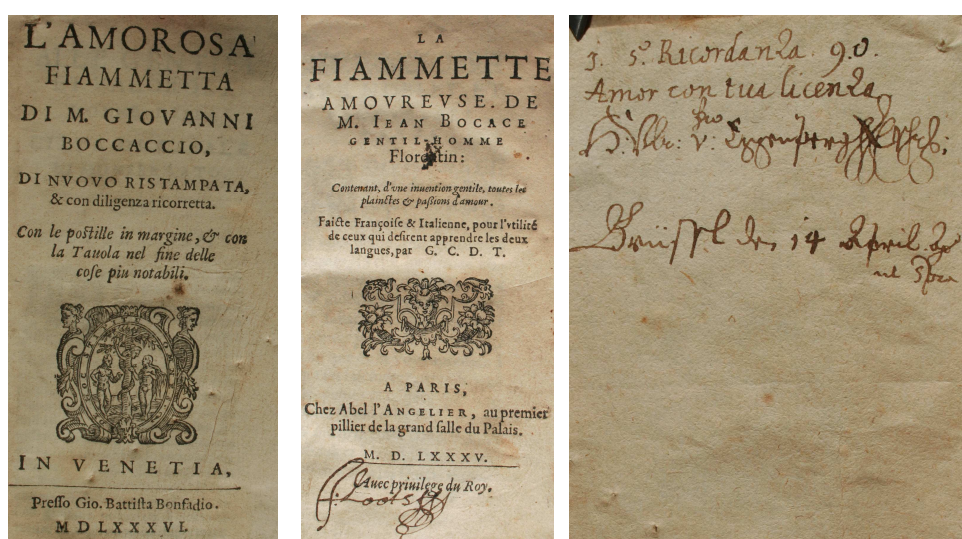 L'AMOROSA
FIAMMETTA
DI M. GIOVANNI
BOCCACCIO,
DI NVOVO RISTAMPATA,
& con diligenza ricorretta.
Con le poſtille in margine, & con
la Tauola nel fine delle
coſe piu notabili.
IN VENETIA,
Preſſo Gio. Battiſta Bonfadio.
MDLXXXVI.
LA
FIAMMETTE
AMOVREVSE. DE
M. IEAN BOCACE
GENTIL-HOMME
Florentin:
Contenant, d'vne inuention gentile, toutes les
plainctes & paſsions d'amour.
Faicte Françoiſe & Italienne, pour l'vtilité
de ceux qui deſirent apprendre les deux
langues, par G. C. D. T.
A PARIS,
Chez Abel l'ANGELIER, au premier
pillier de la grand ſalle du Palais.
M. D. LXXXV.
Auec priuilege du Roy.
Ricordanza 90.
Amor con tua licenza
Brüssel den 14 April